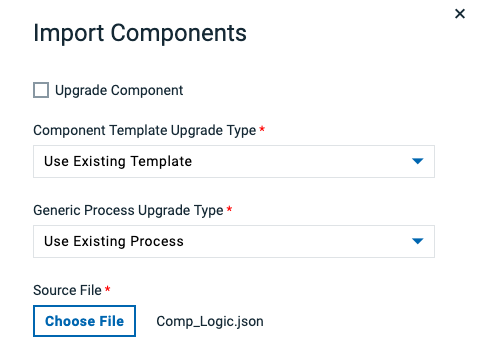 Import Components
Upgrade Component
Component Template Upgrade Type *
Use Existing Template
Generic Process Upgrade Type *
Use Existing Process
Source File *
Choose File Comp_Logic.json